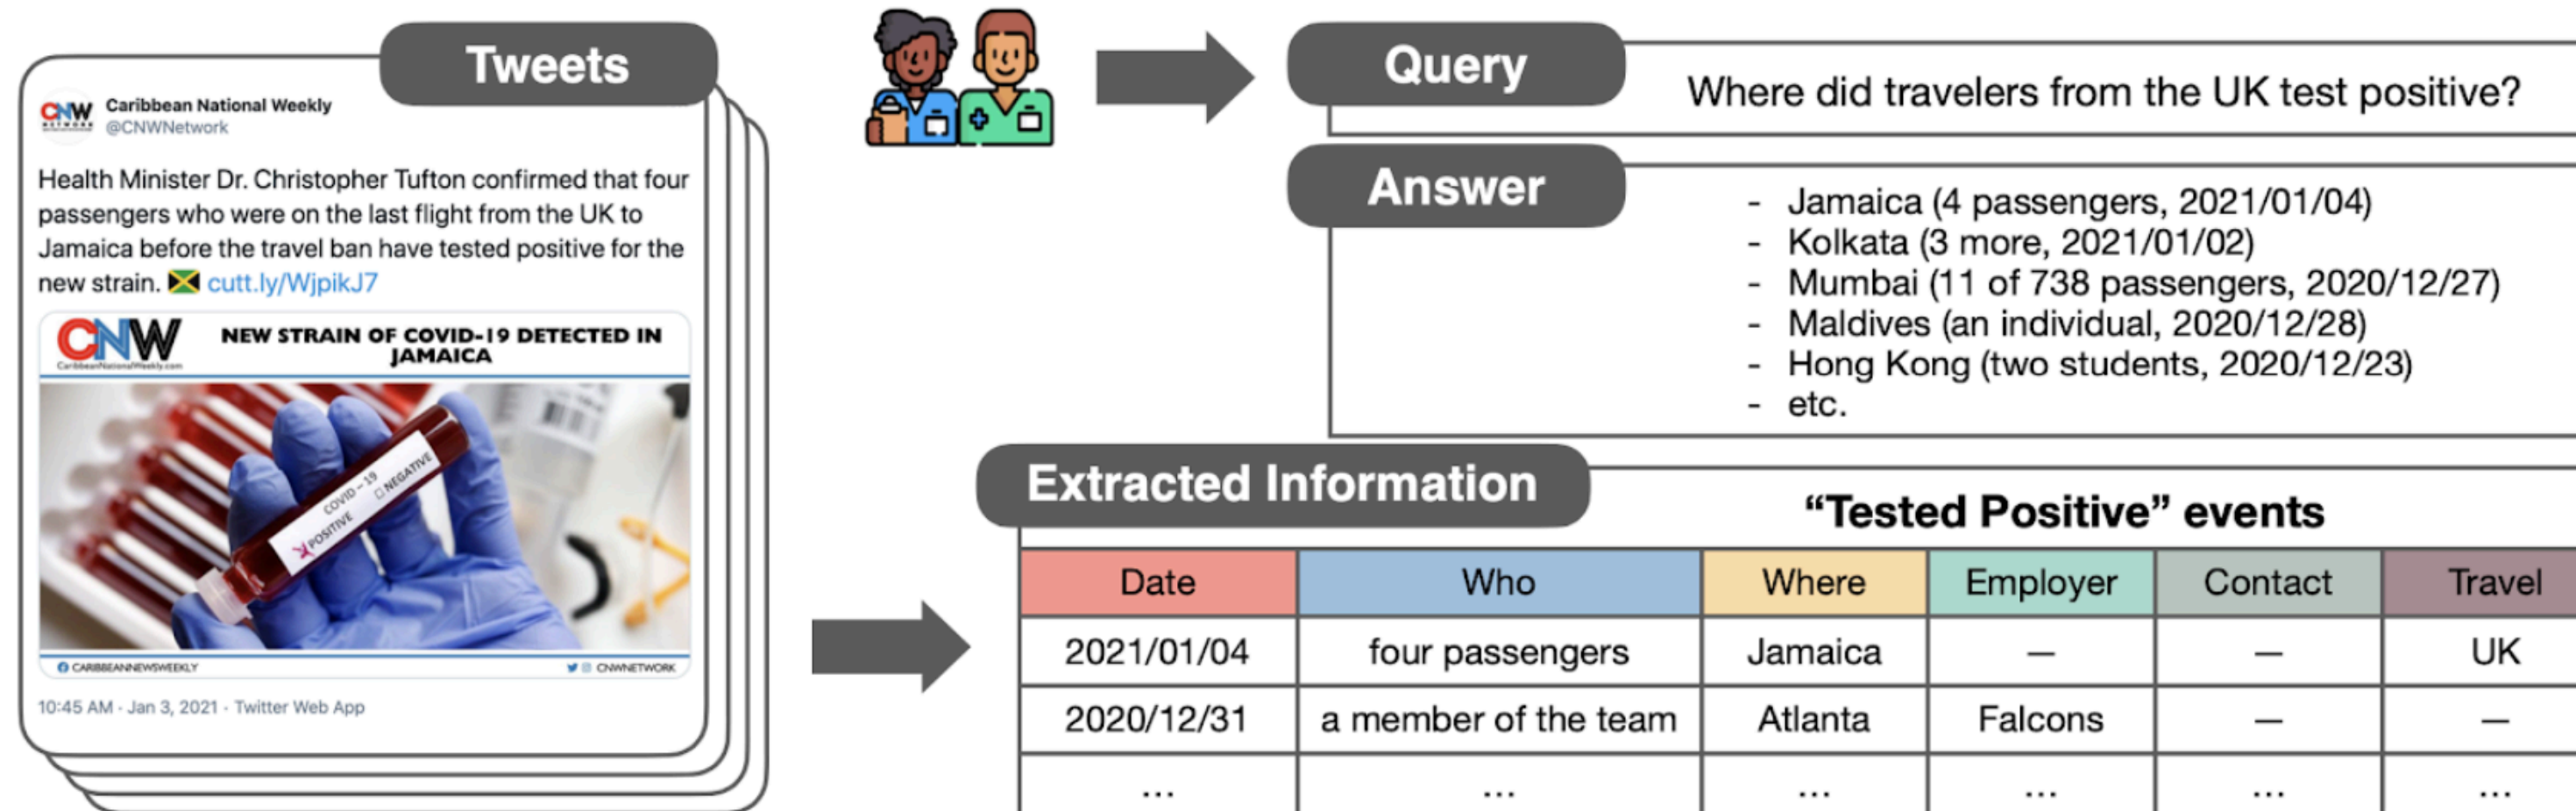 Tweets
CNW
NETWORK
Caribbean National Weekly
@CNWNetwork
Health Minister Dr. Christopher Tufton confirmed that four
passengers who were on the last flight from the UK to
Jamaica before the travel ban have tested positive for the
new strain. 🇯🇲 cutt.ly/WjpikJ7
CNW
CaribbeanNationalWeekly.com
NEW STRAIN OF COVID-19 DETECTED IN
JAMAICA
COVID-19
POSITIVE
NEGATIVE
CARIBBEANNEWSWEEKLY
CNWNETWORK
10:45 AM · Jan 3, 2021 · Twitter Web App
Query
Where did travelers from the UK test positive?
Answer
- Jamaica (4 passengers, 2021/01/04)
- Kolkata (3 more, 2021/01/02)
- Mumbai (11 of 738 passengers, 2020/12/27)
- Maldives (an individual, 2020/12/28)
- Hong Kong (two students, 2020/12/23)
- etc.
Extracted Information
“Tested Positive” events
Date Who Where Employer Contact Travel
2021/01/04 four passengers Jamaica — — UK
2020/12/31 a member of the team Atlanta Falcons — —
... ... ... ... ... ...